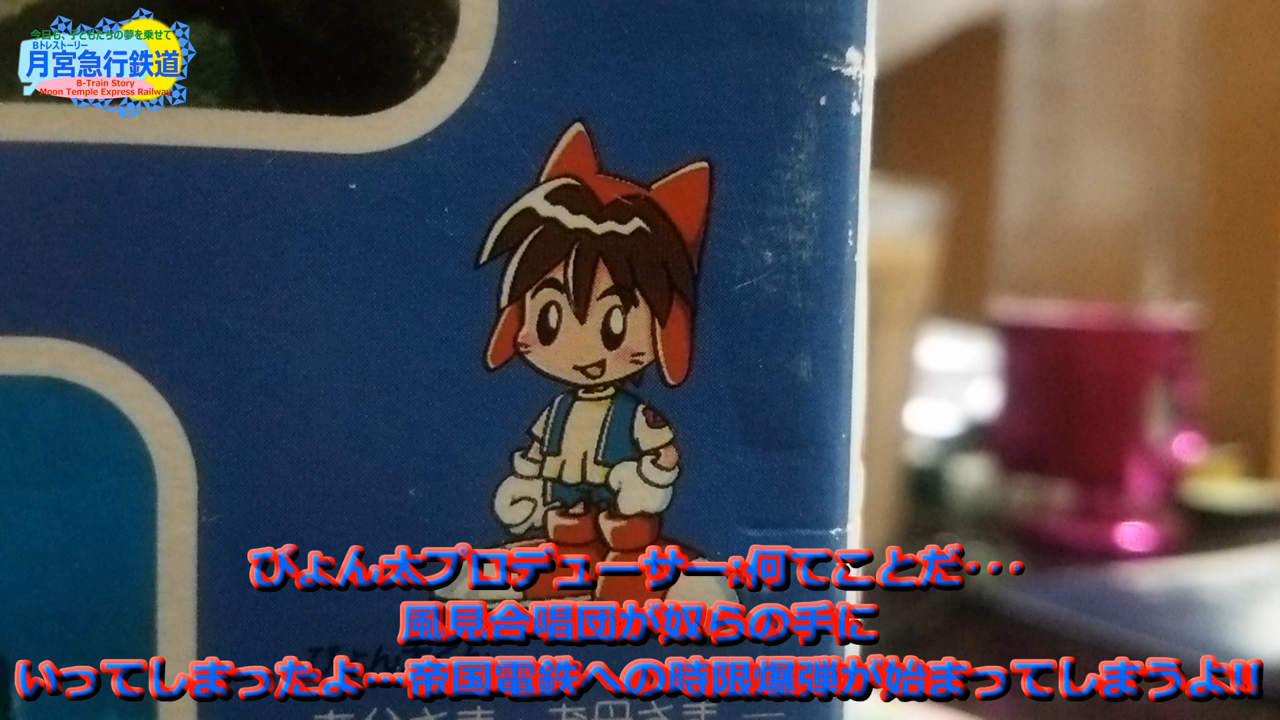 今日も、子どもたちの夢を乗せて
Bトレストーリー
月宮急行鉄道
B-Train Story
Moon Temple Express Railway
ぴょん太プロデューサー:何てことだ･･･
風見合唱団が奴らの手に
いってしまったよ…帝国電鉄への時限爆弾が始まってしまうよ!!